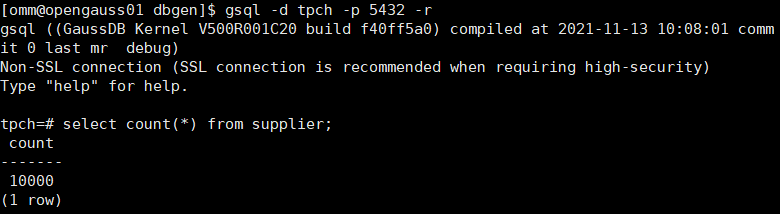 [omm@opengauss01 dbgen]$ gsql -d tpch -p 5432 -r
gsql ((GaussDB Kernel V500R001C20 build f40ff5a0) compiled at 2021-11-13 10:08:01 comm
it 0 last mr  debug)
Non-SSL connection (SSL connection is recommended when requiring high-security)
Type "help" for help.

tpch=# select count(*) from supplier;
 count
-------
 10000
(1 row)